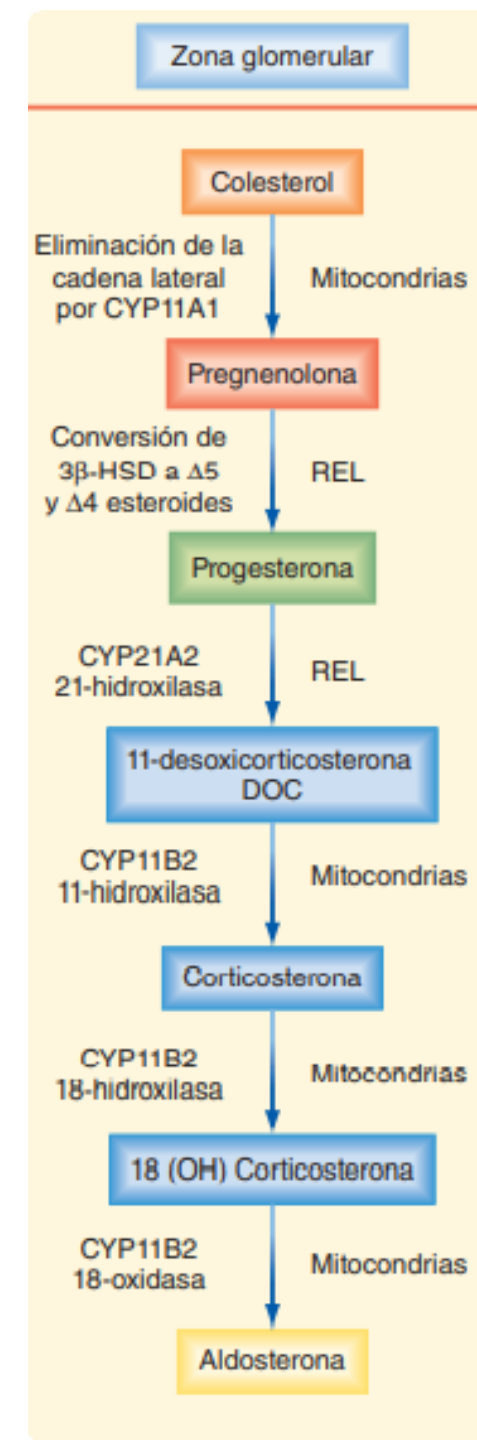 Zona glomerular
Colesterol
Eliminación de la
cadena lateral
por CYP11A1
Mitocondrias
Pregnenolona
Conversión de
3β-HSD a Δ5
y Δ4 esteroides
REL
Progesterona
CYP21A2
21-hidroxilasa
REL
11-desoxicorticosterona
DOC
CYP11B2
11-hidroxilasa
Mitocondrias
Corticosterona
CYP11B2
18-hidroxilasa
Mitocondrias
18 (OH) Corticosterona
CYP11B2
18-oxidasa
Mitocondrias
Aldosterona